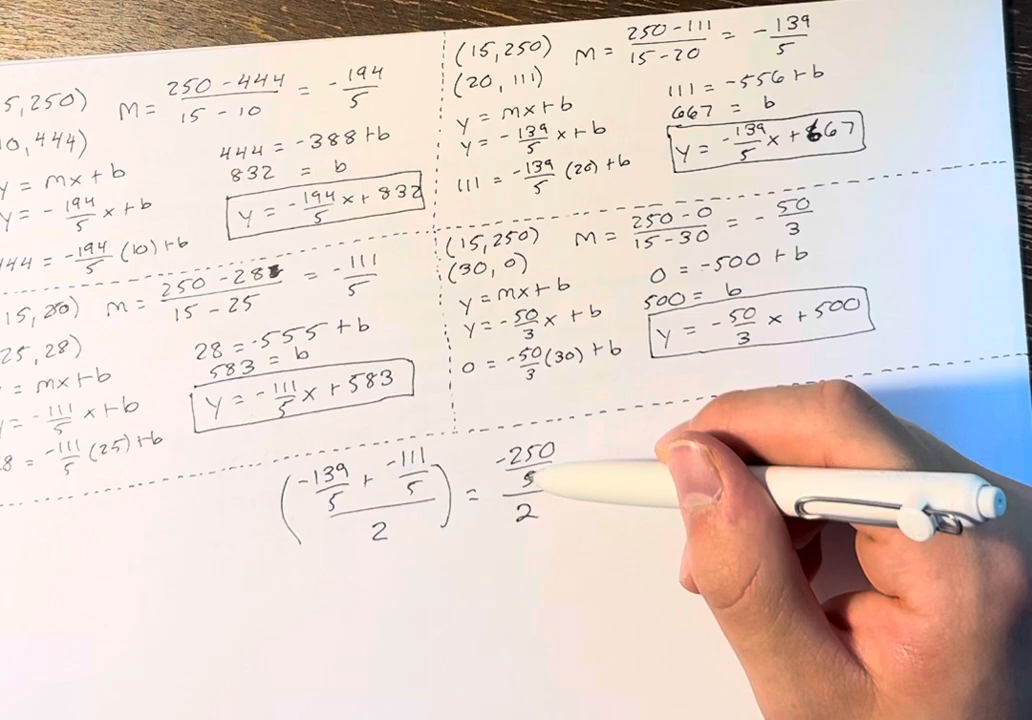 5,250) m = 250 - 444 / 15 - 10 = - 194/5
0,444)
y = mx + b
y = - 194/5 x + b
444 = -194/5 (10) + b
444 = -388 + b
832 = b
y = - 194/5 x + 832
(15,250) m = 250 - 111 / 15 - 20 = - 139/5
(20,111)
y = mx + b
y = - 139/5 x + b
111 = -139/5 (20) + b
111 = -556 + b
667 = b
y = -139/5 x + 667
15,250) m = 250 - 28 / 15 - 25 = - 111/5
25,28)
= mx + b
y = - 111/5 x + b
8 = -111/5 (25) + b
28 = -555 + b
583 = b
y = - 111/5 x + 583
(15,250) m = 250 - 0 / 15 - 30 = - 50/3
(30,0)
y = mx + b
y = - 50/3 x + b
0 = -50/3 (30) + b
0 = -500 + b
500 = b
y = - 50/3 x + 500
( -139/5 + -111/5 / 2 ) = -250/5 / 2